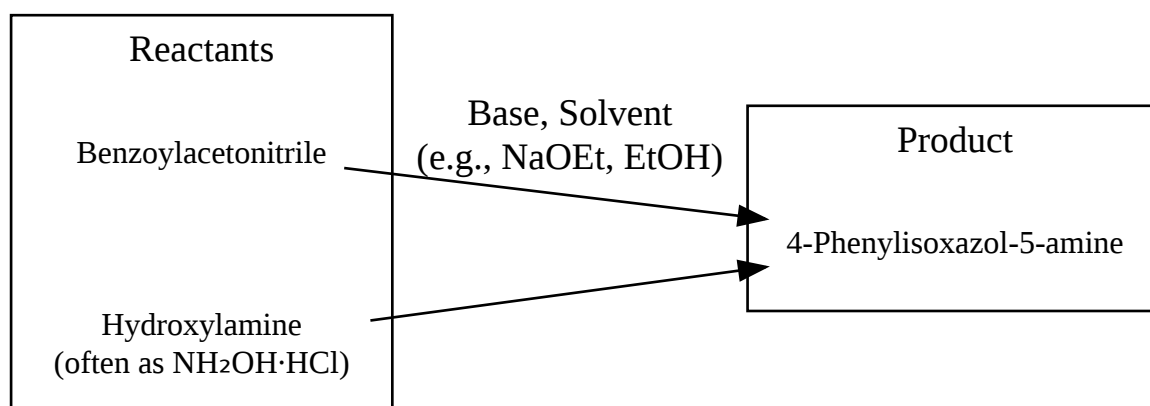 Reactants
Benzoylacetonitrile
Hydroxylamine
(often as NH₂OH·HCl)
Base, Solvent
(e.g., NaOEt, EtOH)
Product
4-Phenylisoxazol-5-amine